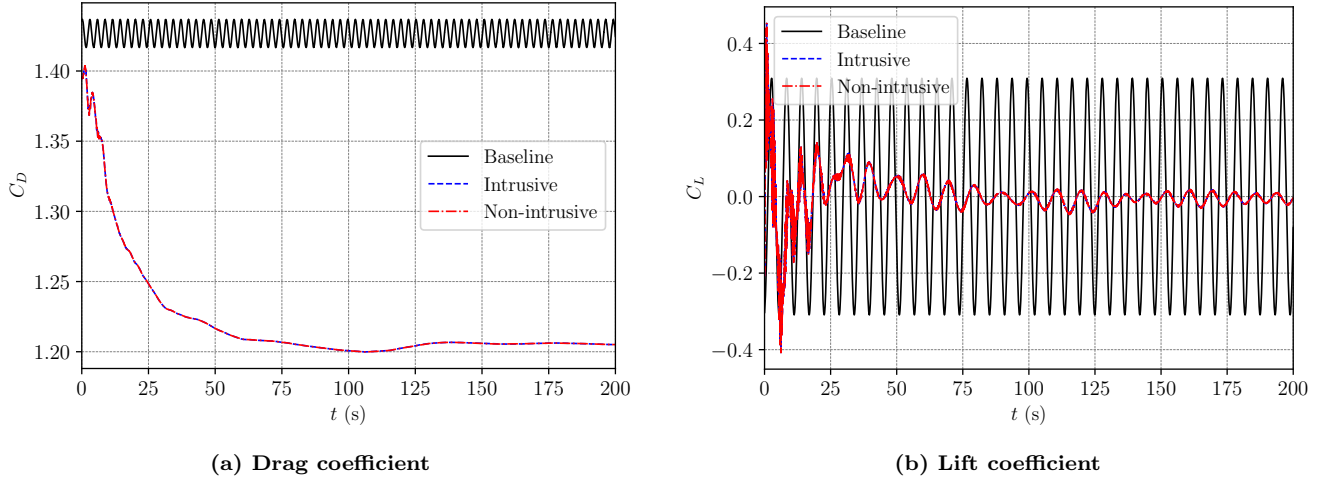 1.40
1.35
1.30
1.25
1.20
C_D
Baseline
Intrusive
Non-intrusive
0 25 50 75 100 125 150 175 200
t (s)
(a) Drag coefficient
0.4
0.2
0.0
−0.2
−0.4
C_L
Baseline
Intrusive
Non-intrusive
0 25 50 75 100 125 150 175 200
t (s)
(b) Lift coefficient